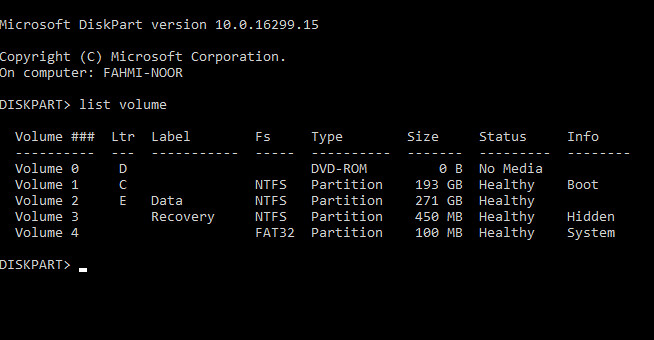 Microsoft DiskPart version 10.0.16299.15
Copyright (C) Microsoft Corporation.
On computer: FAHMI-NOOR
DISKPART> list volume
  Volume ###  Ltr  Label        Fs     Type        Size     Status     Info
  ----------  ---  -----------  -----  ----------  -------  ---------  --------
  Volume 0     D                       DVD-ROM         0 B  No Media
  Volume 1     C                NTFS   Partition    193 GB  Healthy    Boot
  Volume 2     E   Data         NTFS   Partition    271 GB  Healthy
  Volume 3         Recovery     NTFS   Partition    450 MB  Healthy    Hidden
  Volume 4                      FAT32  Partition    100 MB  Healthy    System
DISKPART>